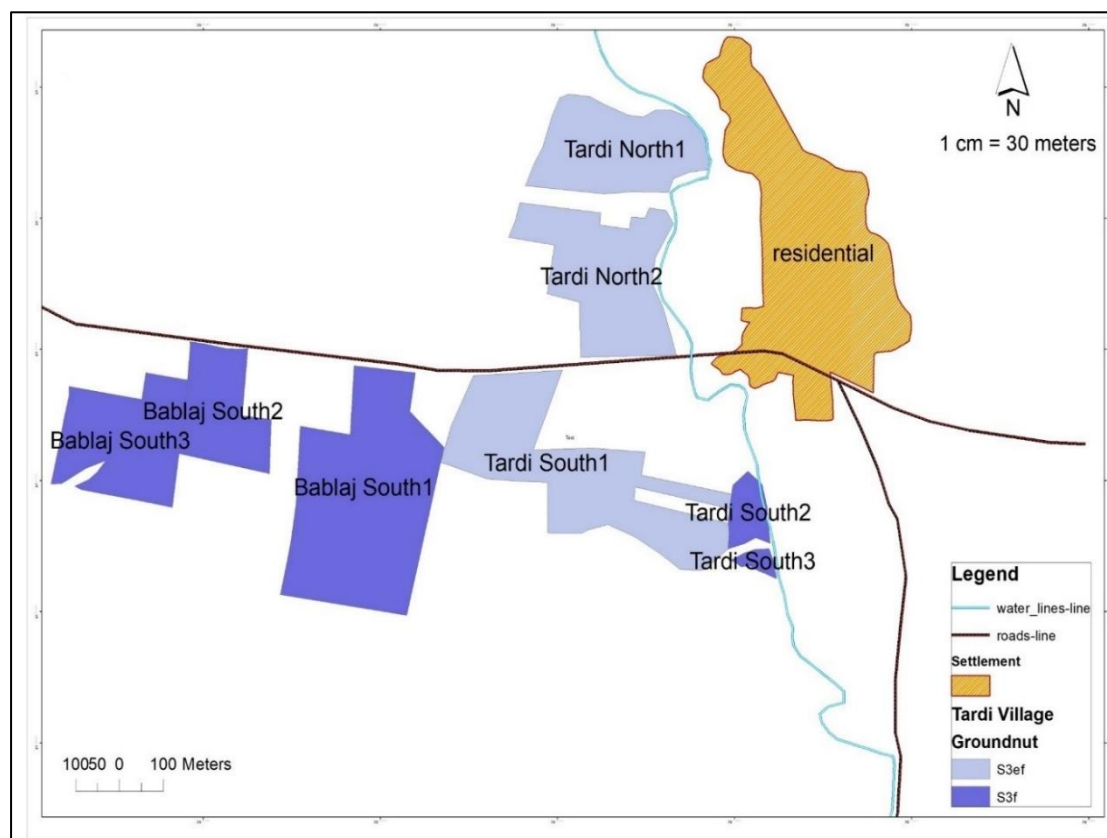 N
1 cm = 30 meters
Tardi North1
residential
Tardi North2
Bablaj South2
Bablaj South3
Tardi South1
Bablaj South1
Tardi South2
Tardi South3
Legend
water_lines-line
roads-line
Settlement
Tardi Village
Groundnut
S3ef
S3f
10050 0 100 Meters